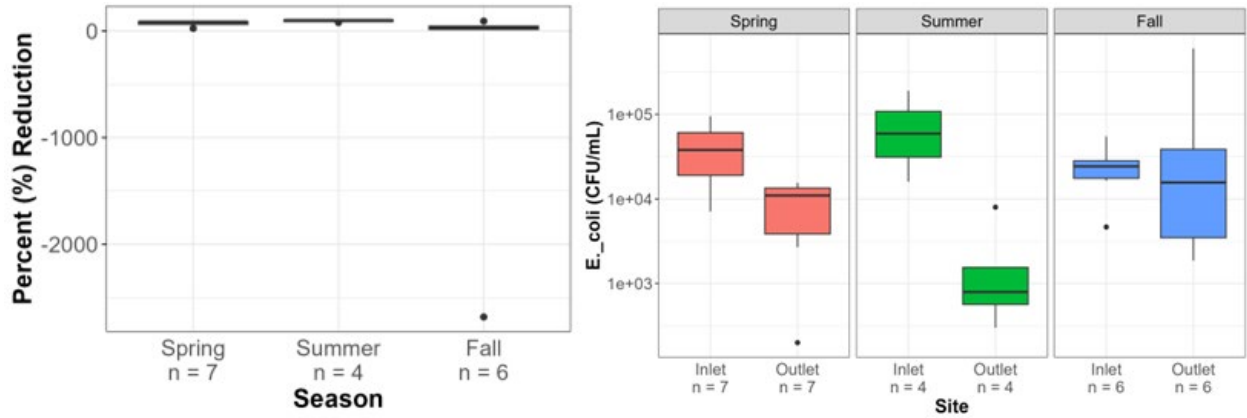 Percent (%) Reduction
0
-1000
-2000
Spring
n = 7
Summer
n = 4
Fall
n = 6
Season
E._coli (CFU/mL)
1e+05
1e+04
1e+03
Spring
Summer
Fall
Inlet
n = 7
Outlet
n = 7
Inlet
n = 4
Outlet
n = 4
Inlet
n = 6
Outlet
n = 6
Site